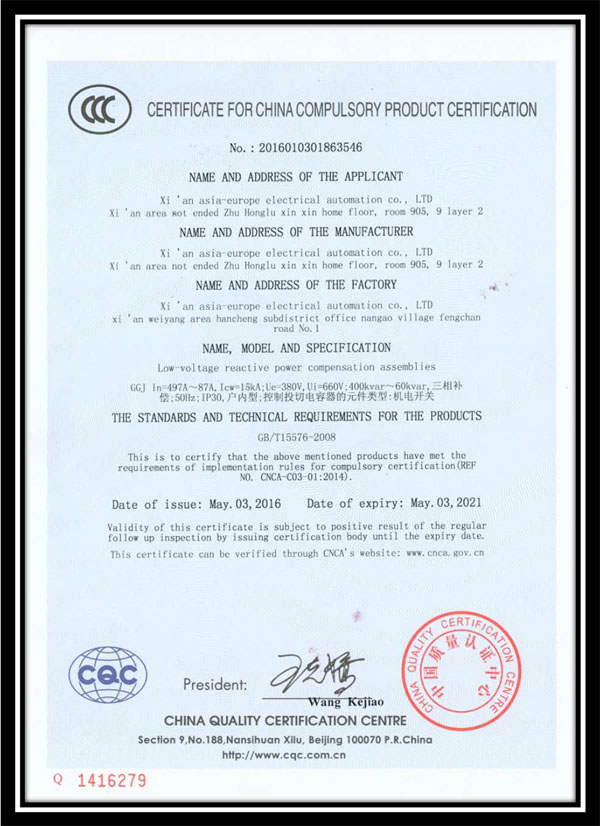 CCC CERTIFICATE FOR CHINA COMPULSORY PRODUCT CERTIFICATION
No.: 2016010301863546
NAME AND ADDRESS OF THE APPLICANT
Xi 'an asia-europe electrical automation co., LTD
Xi 'an area not ended Zhu Honglu xin xin home floor, room 905, 9 layer 2
NAME AND ADDRESS OF THE MANUFACTURER
Xi 'an asia-europe electrical automation co., LTD
Xi 'an area not ended Zhu Honglu xin xin home floor, room 905, 9 layer 2
NAME AND ADDRESS OF THE FACTORY
Xi 'an asia-europe electrical automation co., LTD
xi 'an weiyang area hancheng subdistrict office nangao village fengchan
road No.1
NAME, MODEL AND SPECIFICATION
Low-voltage reactive power compensation assemblies
GGJ In=497A~87A,Icw=15kA;Ue=380V,Ui=660V;400kvar~60kvar,三相补
偿;50Hz;IP30,户内型;控制投切电容器的元件类型:机电开关
THE STANDARDS AND TECHNICAL REQUIREMENTS FOR THE PRODUCTS
GB/T15576-2008
This is to certify that the above mentioned products have met the
requirements of implementation rules for compulsory certification(REF
NO. CNCA-C03-01:2014).
Date of issue: May.03,2016 Date of expiry: May.03,2021
Validity of this certificate is subject to positive result of the regular
follow up inspection by issuing certification body until the expiry date.
This certificate can be verified through CNCA's website: www.cnca.gov.cn
CHINA QUALITY CERTIFICATION CENTRE
中国质量认证中心
CQC
President:
Wang Kejiao
CHINA QUALITY CERTIFICATION CENTRE
Section 9,No.188,Nansihuan Xilu, Beijing 100070 P.R.China
http://www.cqc.com.cn
Q 1416279